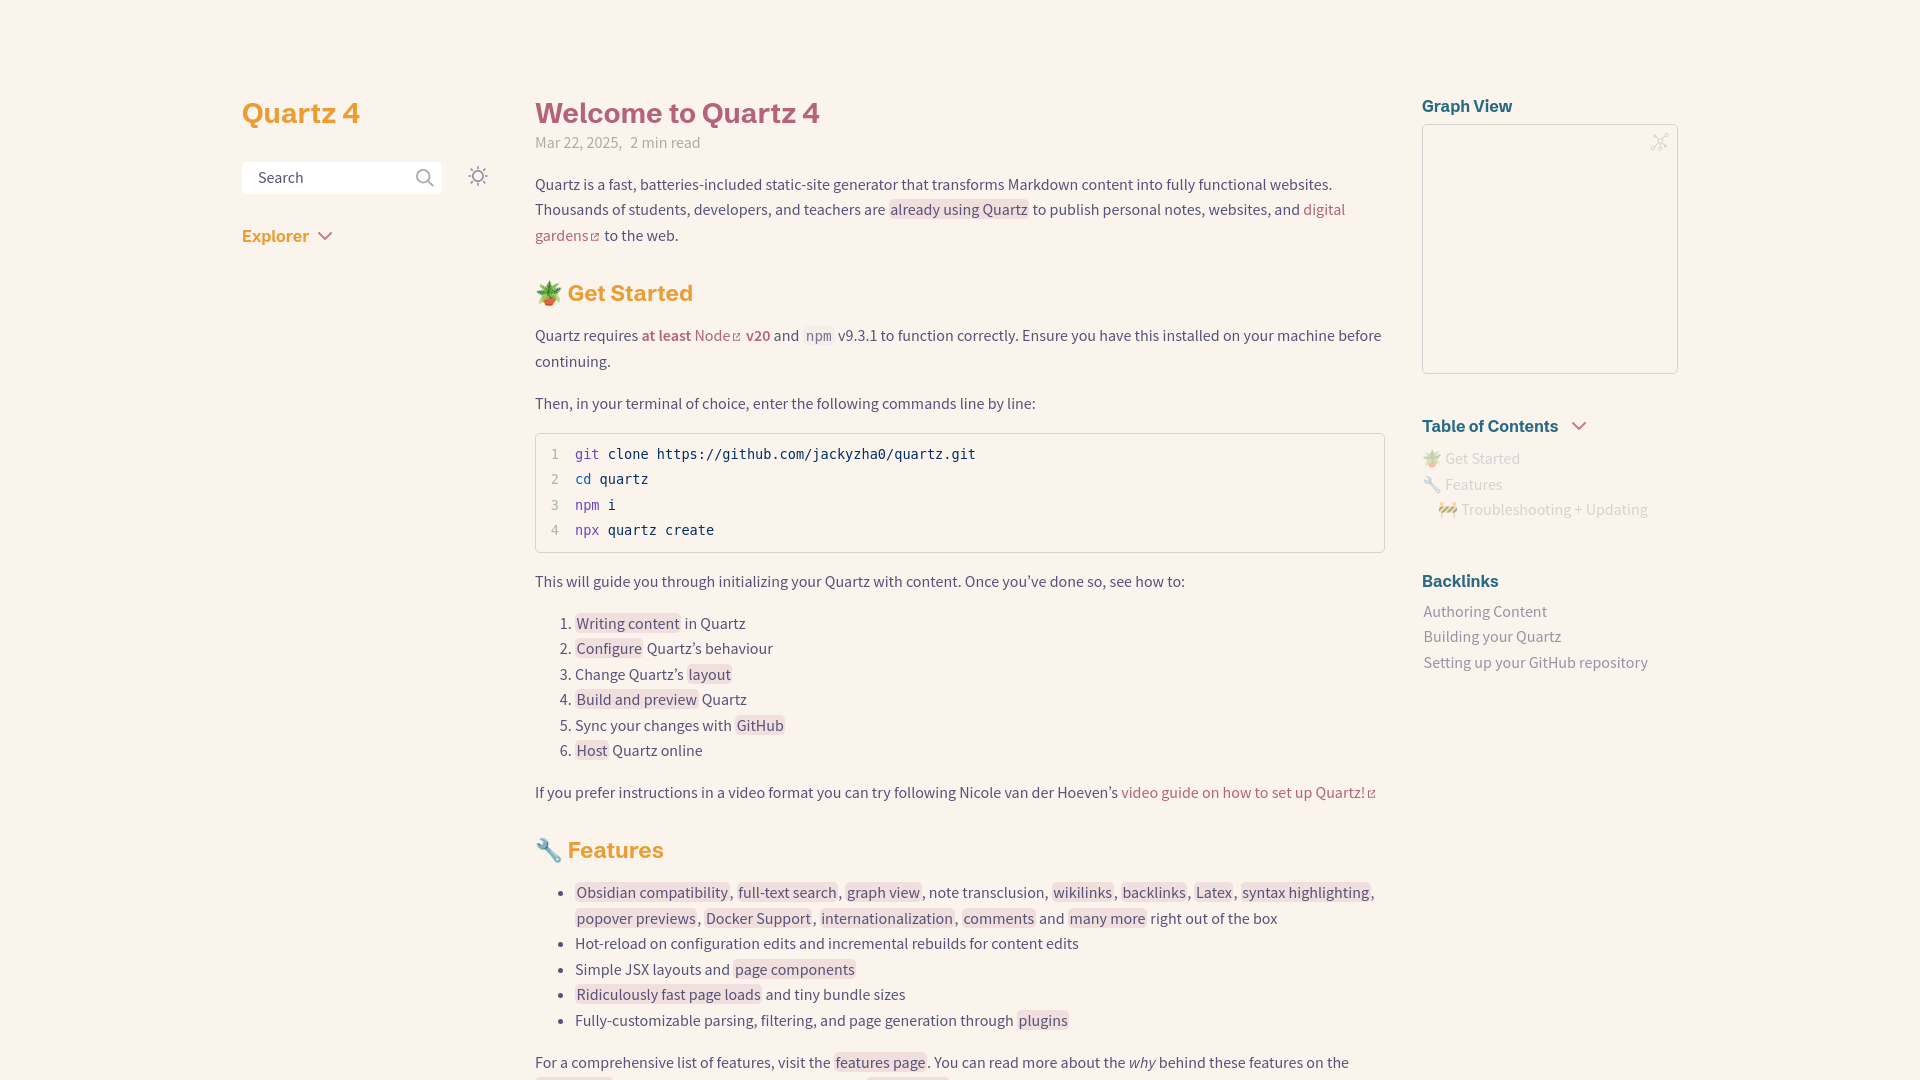 Quartz 4
Search
Explorer
Welcome to Quartz 4
Mar 22, 2025, 2 min read
Quartz is a fast, batteries-included static-site generator that transforms Markdown content into fully functional websites.
Thousands of students, developers, and teachers are already using Quartz to publish personal notes, websites, and digital
gardens to the web.
🪴 Get Started
Quartz requires at least Node v20 and npm v9.3.1 to function correctly. Ensure you have this installed on your machine before
continuing.
Then, in your terminal of choice, enter the following commands line by line:
1 git clone https://github.com/jackyzha0/quartz.git
2 cd quartz
3 npm i
4 npx quartz create
This will guide you through initializing your Quartz with content. Once you’ve done so, see how to:
1. Writing content in Quartz
2. Configure Quartz’s behaviour
3. Change Quartz’s layout
4. Build and preview Quartz
5. Sync your changes with GitHub
6. Host Quartz online
If you prefer instructions in a video format you can try following Nicole van der Hoeven’s video guide on how to set up Quartz!
🔧 Features
• Obsidian compatibility, full-text search, graph view, note transclusion, wikilinks, backlinks, Latex, syntax highlighting,
popover previews, Docker Support, internationalization, comments and many more right out of the box
• Hot-reload on configuration edits and incremental rebuilds for content edits
• Simple JSX layouts and page components
• Ridiculously fast page loads and tiny bundle sizes
• Fully-customizable parsing, filtering, and page generation through plugins
For a comprehensive list of features, visit the features page. You can read more about the why behind these features on the
Graph View
Table of Contents
🪴 Get Started
🔧 Features
🚧 Troubleshooting + Updating
Backlinks
Authoring Content
Building your Quartz
Setting up your GitHub repository